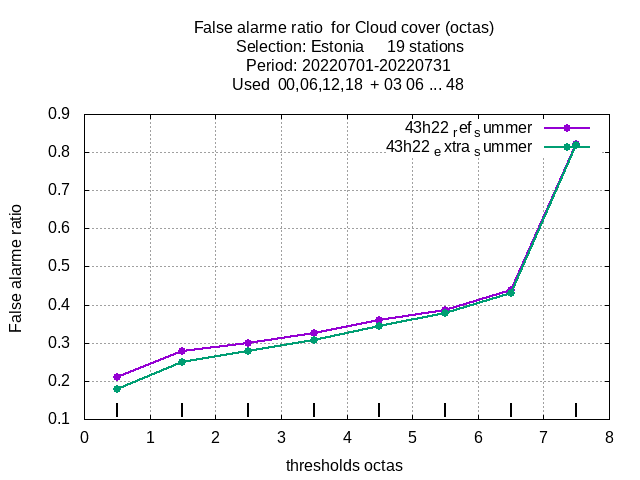 False alarme ratio  for Cloud cover (octas)
Selection: Estonia     19 stations
Period: 20220701-20220731
Used  00,06,12,18  + 03 06 ... 48
43h22 ref summer
43h22 extra summer
0.9
0.8
0.7
0.6
0.5
0.4
0.3
0.2
0.1
False alarme ratio
0 1 2 3 4 5 6 7 8
thresholds octas